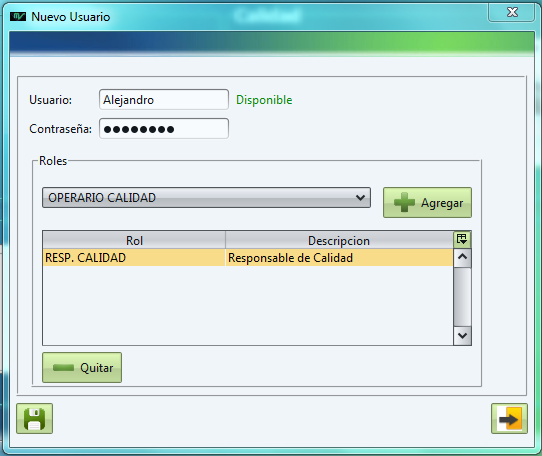 Calidad
Nuevo Usuario
Usuario: Alejandro Disponible
Contraseña: ●●●●●●●●
Roles
OPERARIO CALIDAD Agregar
Rol Descripcion
RESP. CALIDAD Responsable de Calidad
Quitar